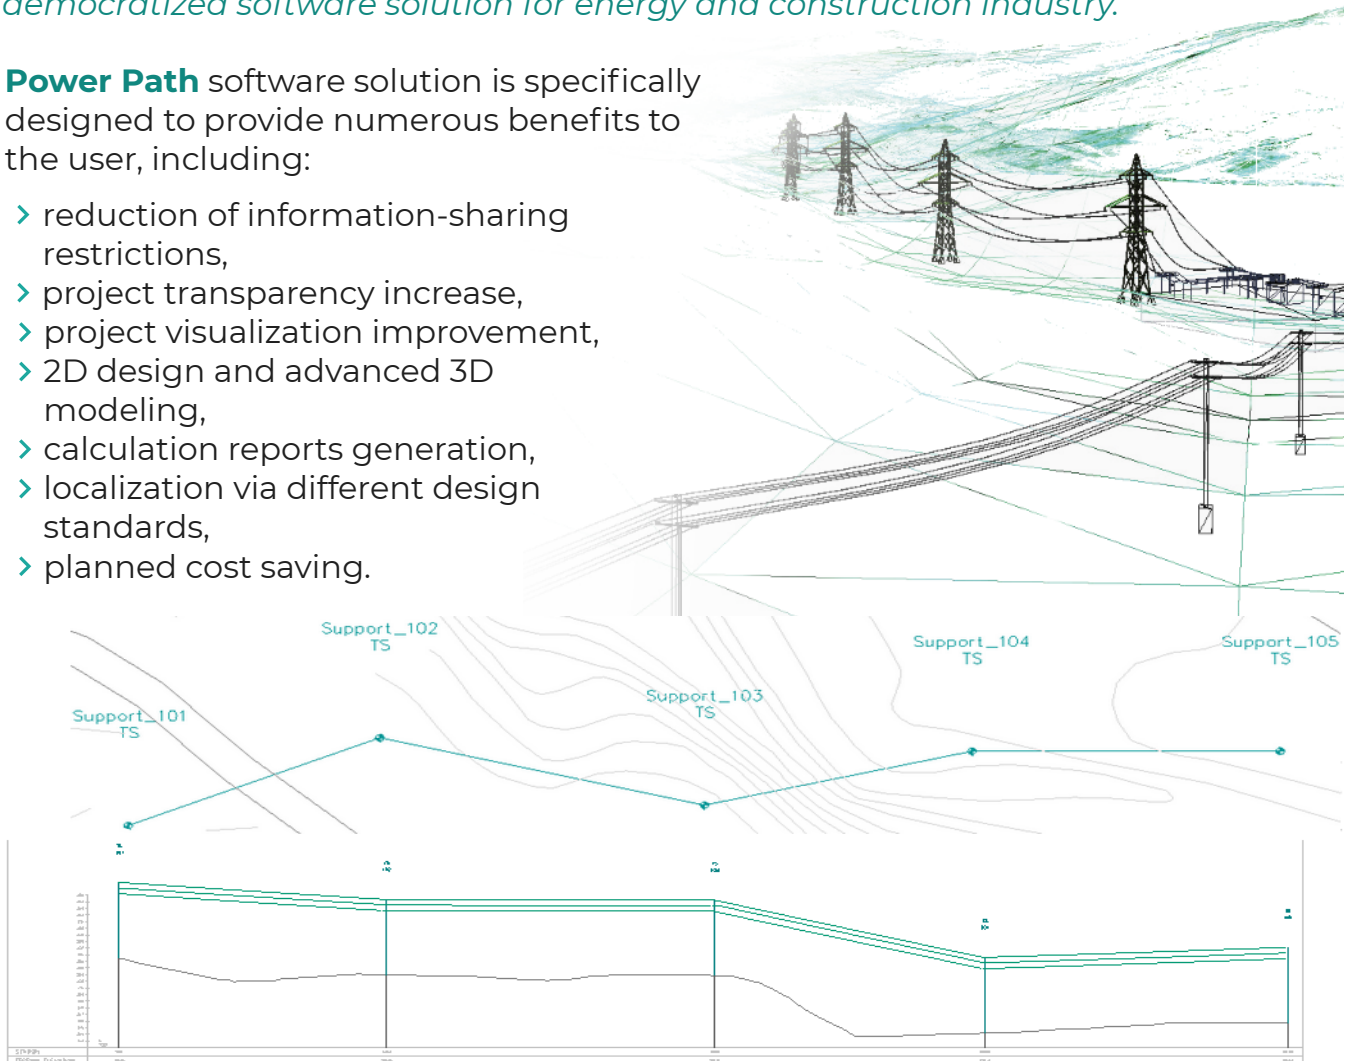 democratized software solution for energy and construction industry.
Power Path software solution is specifically
designed to provide numerous benefits to
the user, including:
reduction of information-sharing
restrictions,
project transparency increase,
project visualization improvement,
2D design and advanced 3D
modeling,
calculation reports generation,
localization via different design
standards,
planned cost saving.
Support_102
TS
Support_104
TS
Support_105
TS
Support_103
TS
Support_101
TS